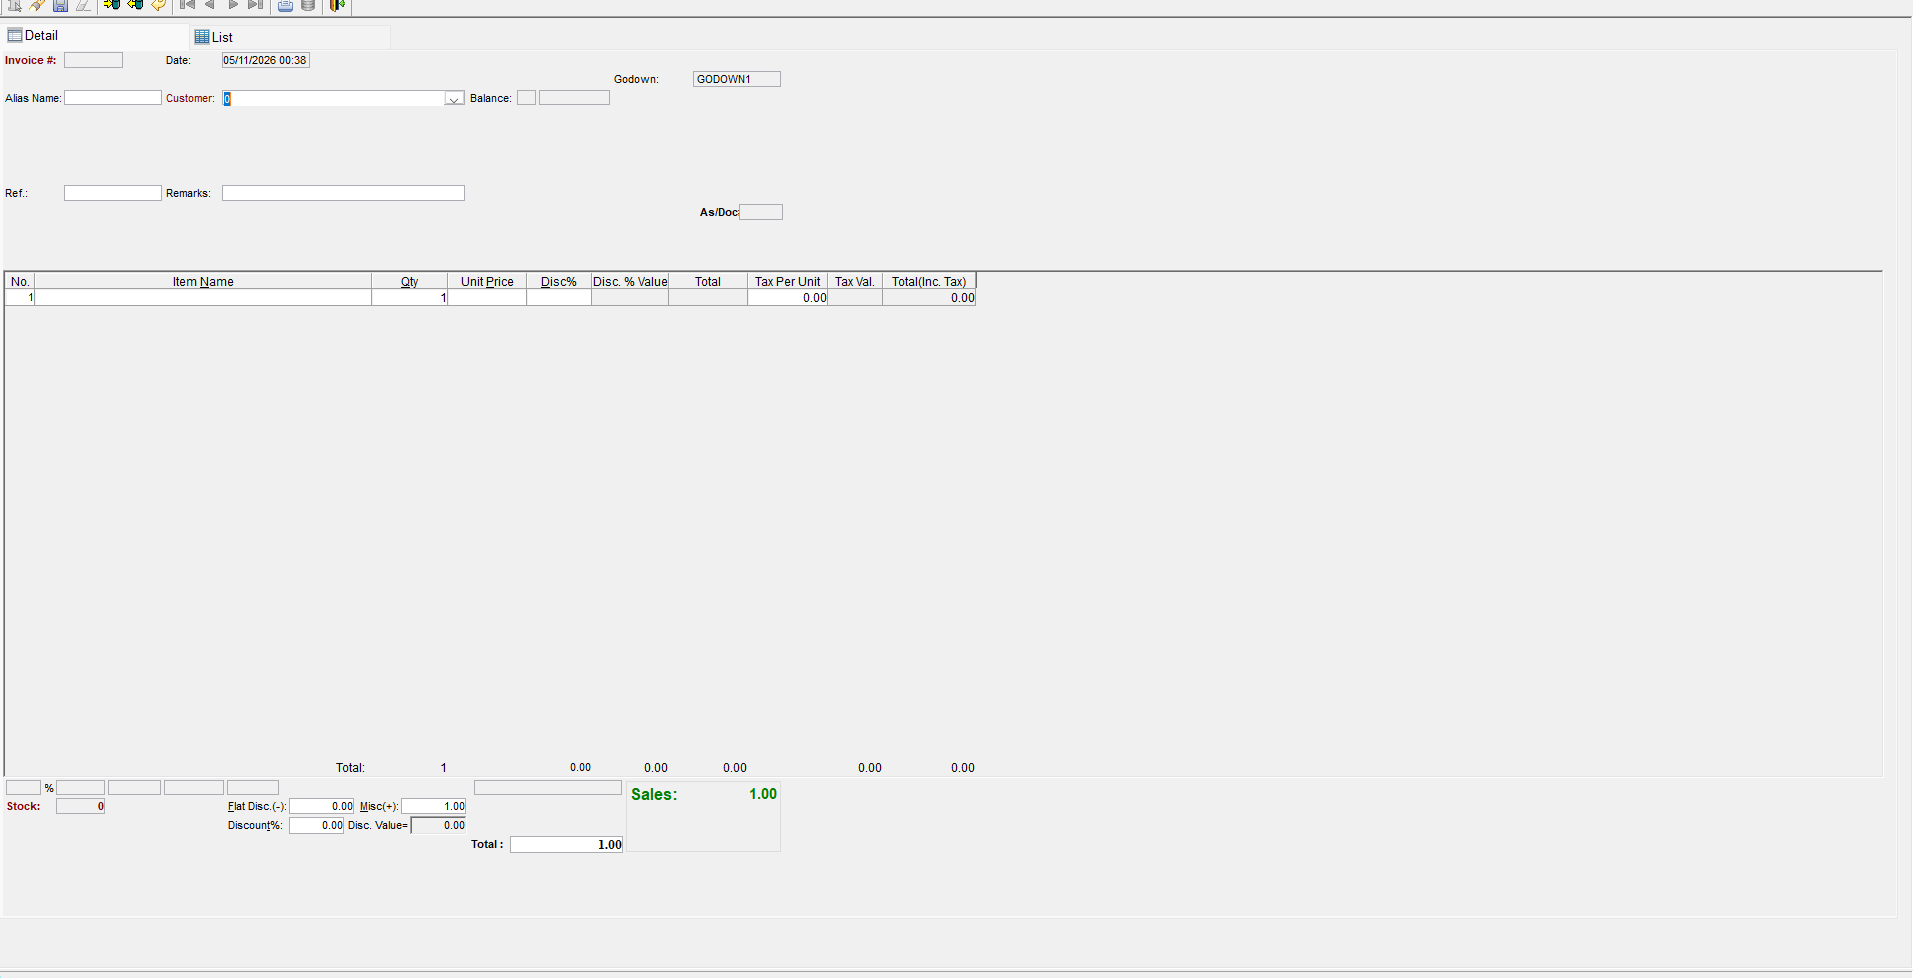 Detail List
Invoice #: Date: 05/11/2026 00:38
Godown: GODOWN1
Alias Name: Customer: 0 Balance:
Ref.: Remarks:
As/Doc:
No. Item Name Qty Unit Price Disc% Disc. % Value Total Tax Per Unit Tax Val. Total(Inc. Tax)
1 1 0.00 0.00
Total: 1 0.00 0.00 0.00 0.00 0.00
% Sales: 1.00
Stock: 0 Flat Disc.(-): 0.00 Misc(+): 1.00
Discount%: 0.00 Disc. Value= 0.00
Total : 1.00